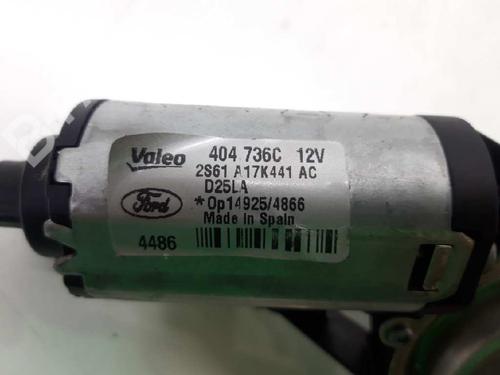 Valeo 404 736C 12V
2S61 A17K441 AC
D25LA
Ford *Op14925/4866
Made in Spain
4486